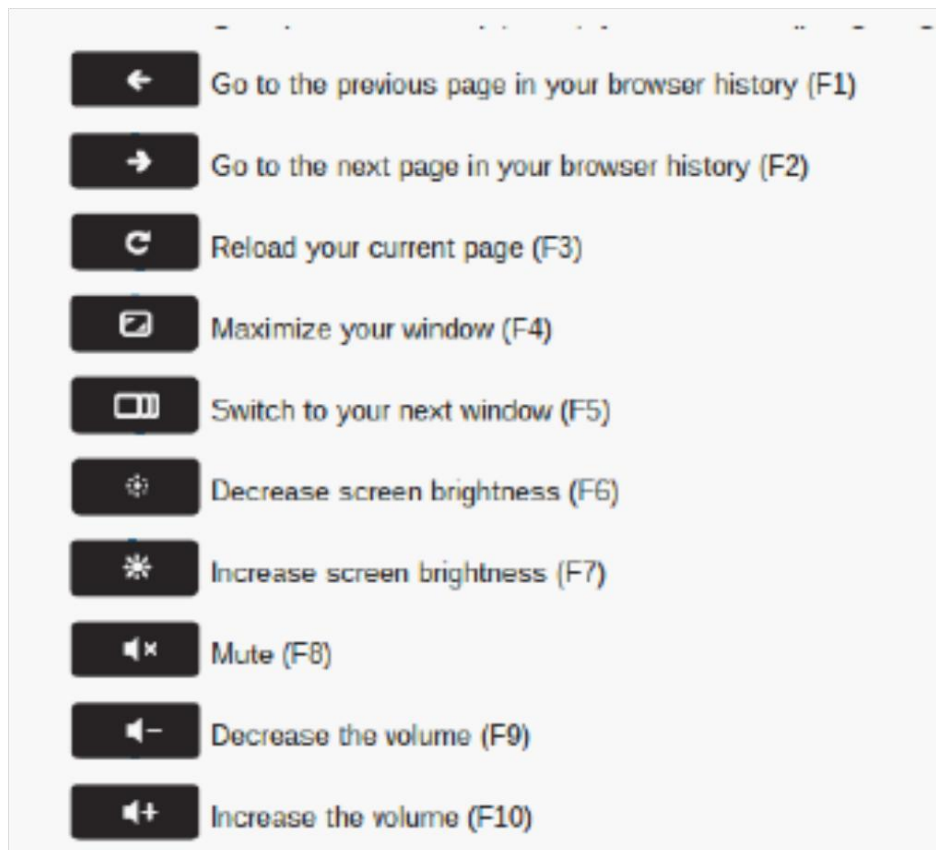 Go to the previous page in your browser history (F1)
Go to the next page in your browser history (F2)
Reload your current page (F3)
Maximize your window (F4)
Switch to your next window (F5)
Decrease screen brightness (F6)
Increase screen brightness (F7)
Mute (F8)
Decrease the volume (F9)
Increase the volume (F10)